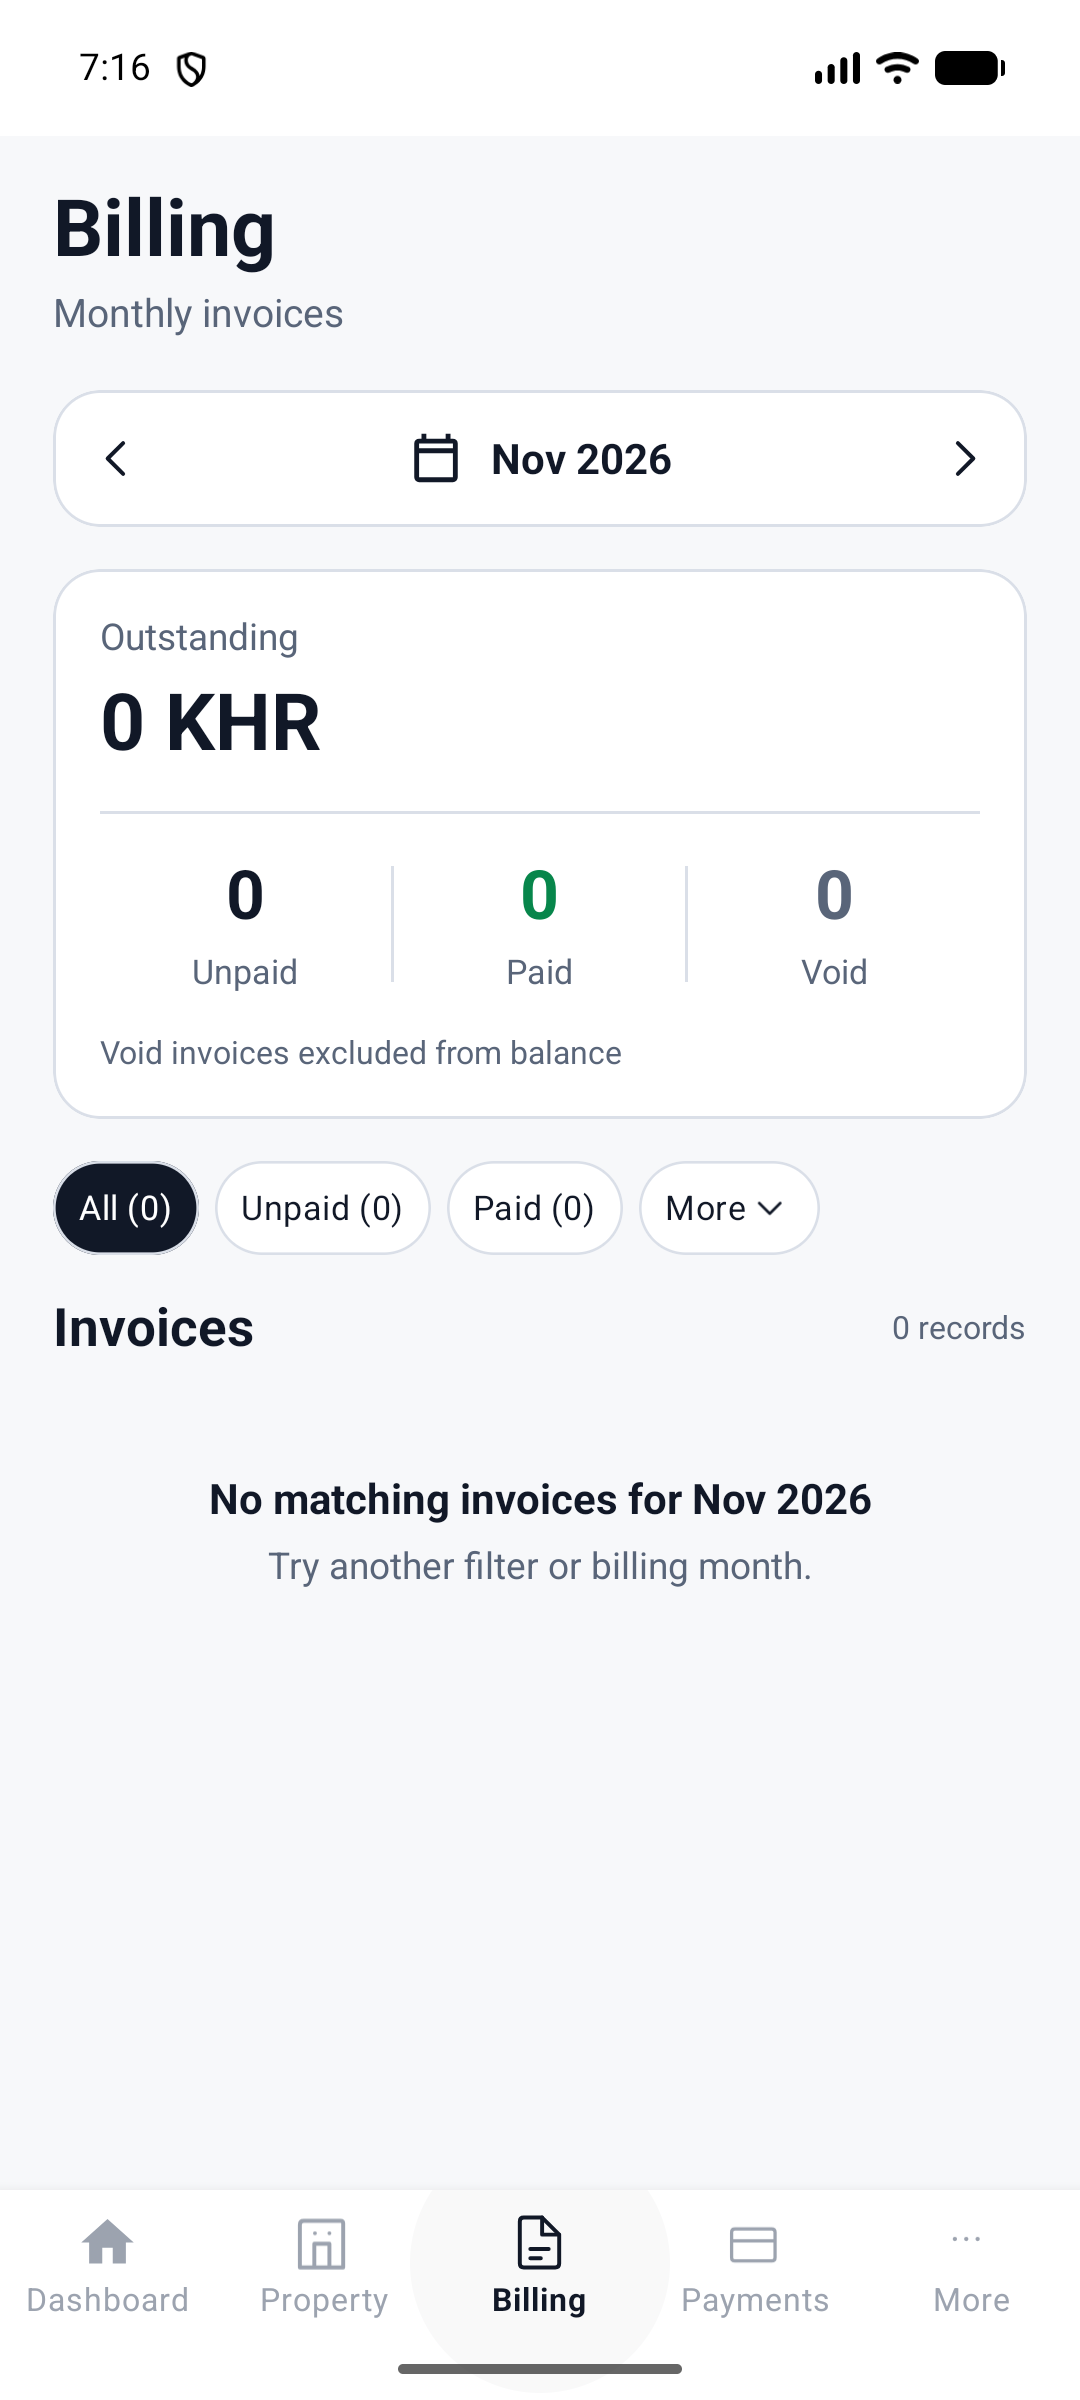 7:16
Billing
Monthly invoices
Nov 2026
Outstanding
0 KHR
0 0 0
Unpaid Paid Void
Void invoices excluded from balance
All (0) Unpaid (0) Paid (0) More
Invoices 0 records
No matching invoices for Nov 2026
Try another filter or billing month.
Dashboard Property Billing Payments More